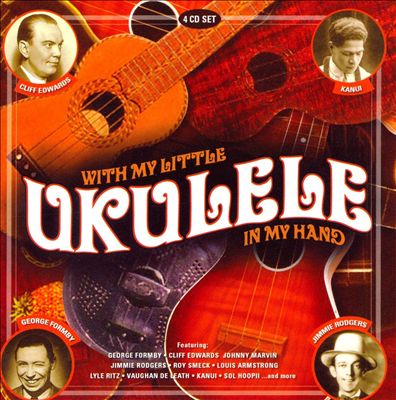 4 CD SET
CLIFF EDWARDS
KANUI
WITH MY LITTLE
UKULELE
IN MY HAND
GEORGE FORMBY
JIMMIE RODGERS
Featuring:
GEORGE FORMBY • CLIFF EDWARDS JOHNNY MARVIN
JIMMIE RODGERS • ROY SMECK • LOUIS ARMSTRONG
LYLE RITZ • VAUGHAN DE LEATH • KANUI • SOL HOOPII ...and more